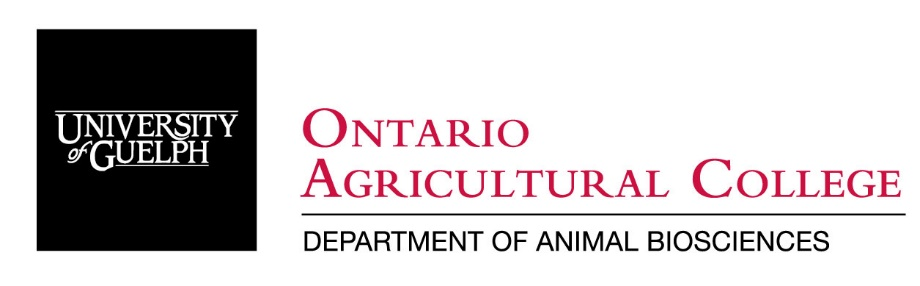 UNIVERSITY
of GUELPH
ONTARIO
AGRICULTURAL COLLEGE
DEPARTMENT OF ANIMAL BIOSCIENCES